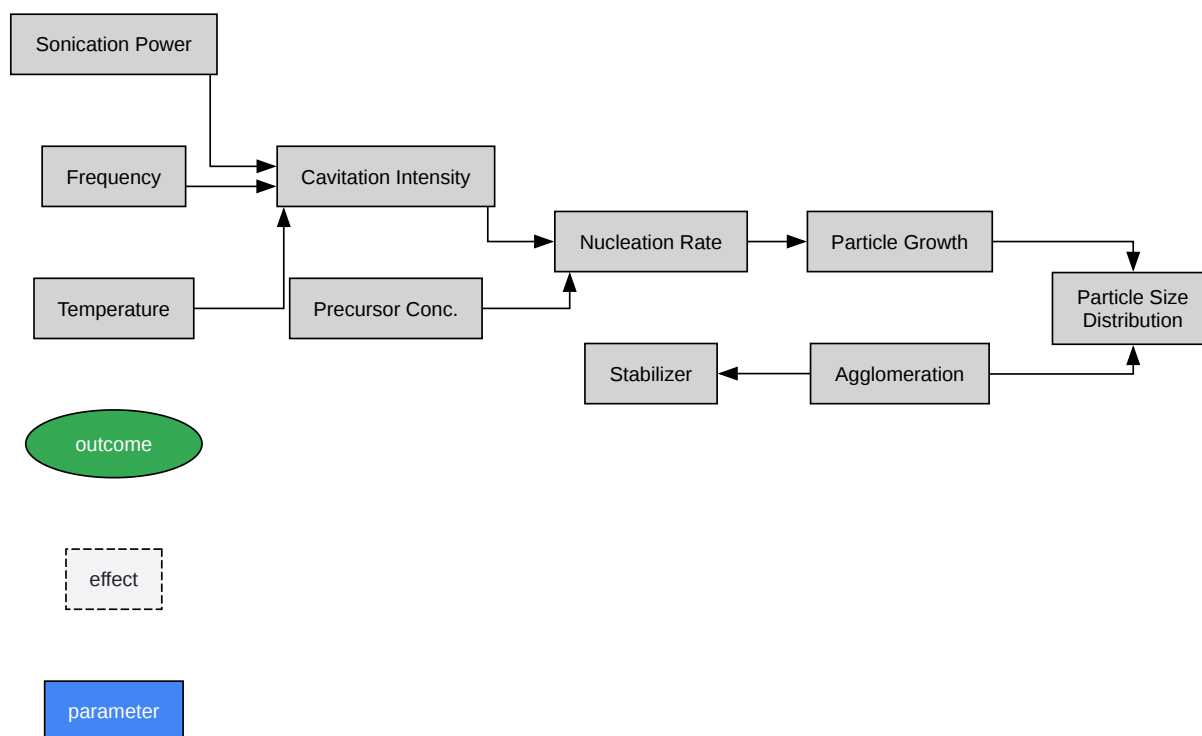 Sonication Power
Frequency
Cavitation Intensity
Nucleation Rate
Particle Growth
Temperature
Precursor Conc.
Particle Size
Distribution
Stabilizer
Agglomeration
outcome
effect
parameter